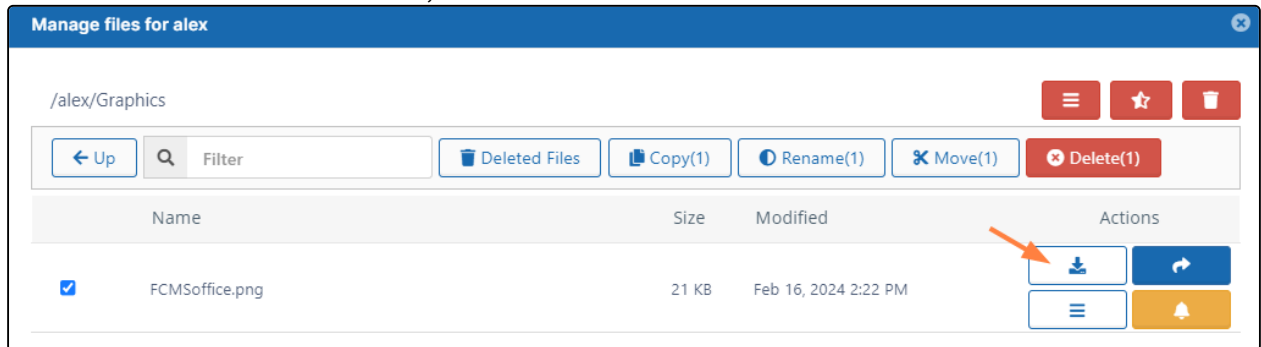 Manage files for alex
/alex/Graphics
Up Filter Deleted Files Copy(1) Rename(1) Move(1) Delete(1)
Name Size Modified Actions
FCMSoffice.png 21 KB Feb 16, 2024 2:22 PM